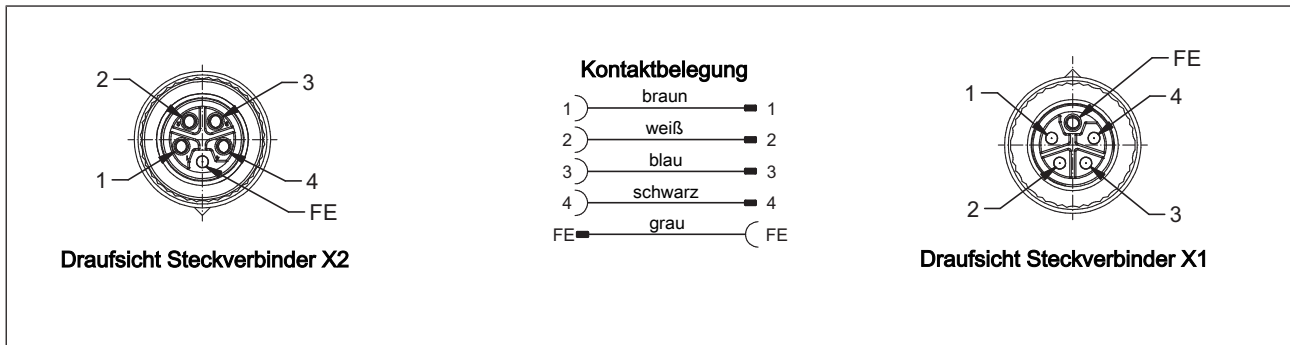 2
3
1
4
FE
Draufsicht Steckverbinder X2
Kontaktbelegung
1 braun 1
2 weiß 2
3 blau 3
4 schwarz 4
FE grau FE
FE
1
4
2
3
Draufsicht Steckverbinder X1